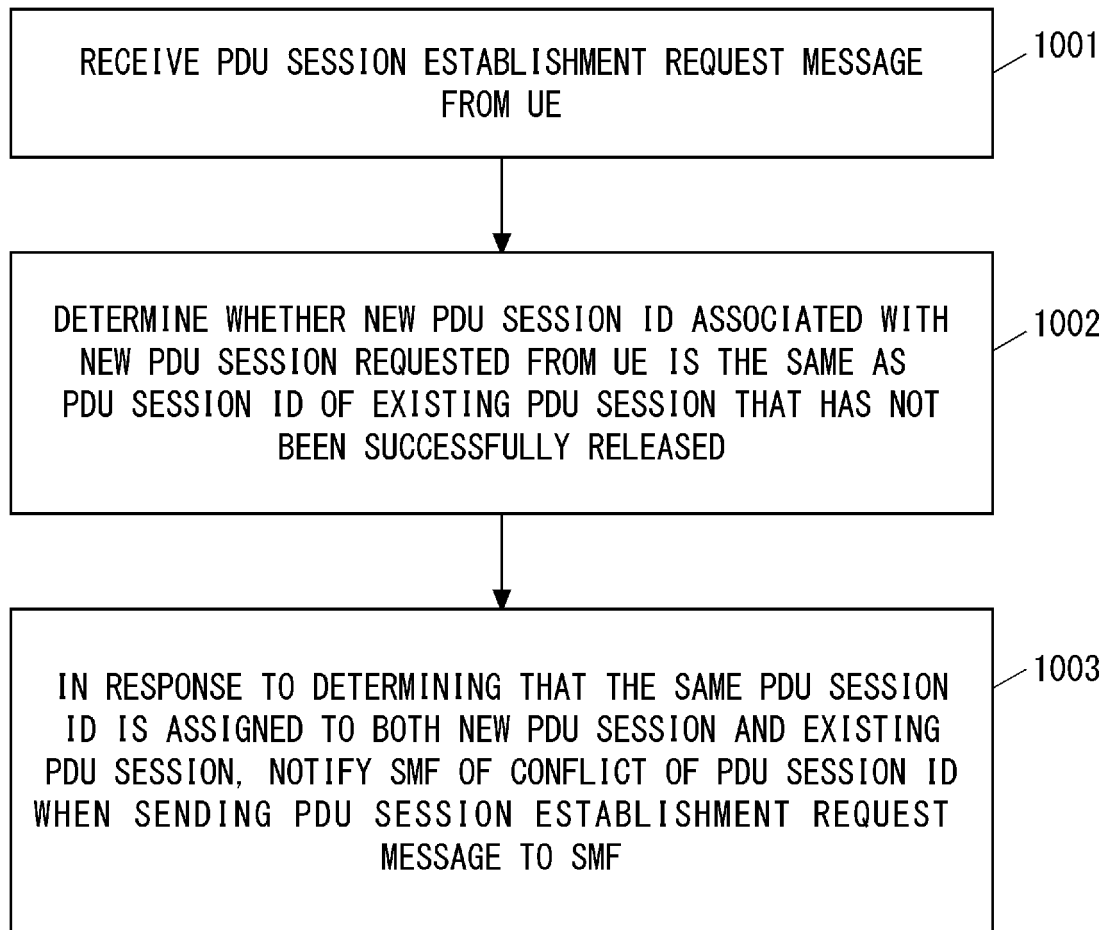 RECEIVE PDU SESSION ESTABLISHMENT REQUEST MESSAGE
FROM UE
1001
DETERMINE WHETHER NEW PDU SESSION ID ASSOCIATED WITH
NEW PDU SESSION REQUESTED FROM UE IS THE SAME AS
PDU SESSION ID OF EXISTING PDU SESSION THAT HAS NOT
BEEN SUCCESSFULLY RELEASED
1002
IN RESPONSE TO DETERMINING THAT THE SAME PDU SESSION
ID IS ASSIGNED TO BOTH NEW PDU SESSION AND EXISTING
PDU SESSION, NOTIFY SMF OF CONFLICT OF PDU SESSION ID
WHEN SENDING PDU SESSION ESTABLISHMENT REQUEST
MESSAGE TO SMF
1003